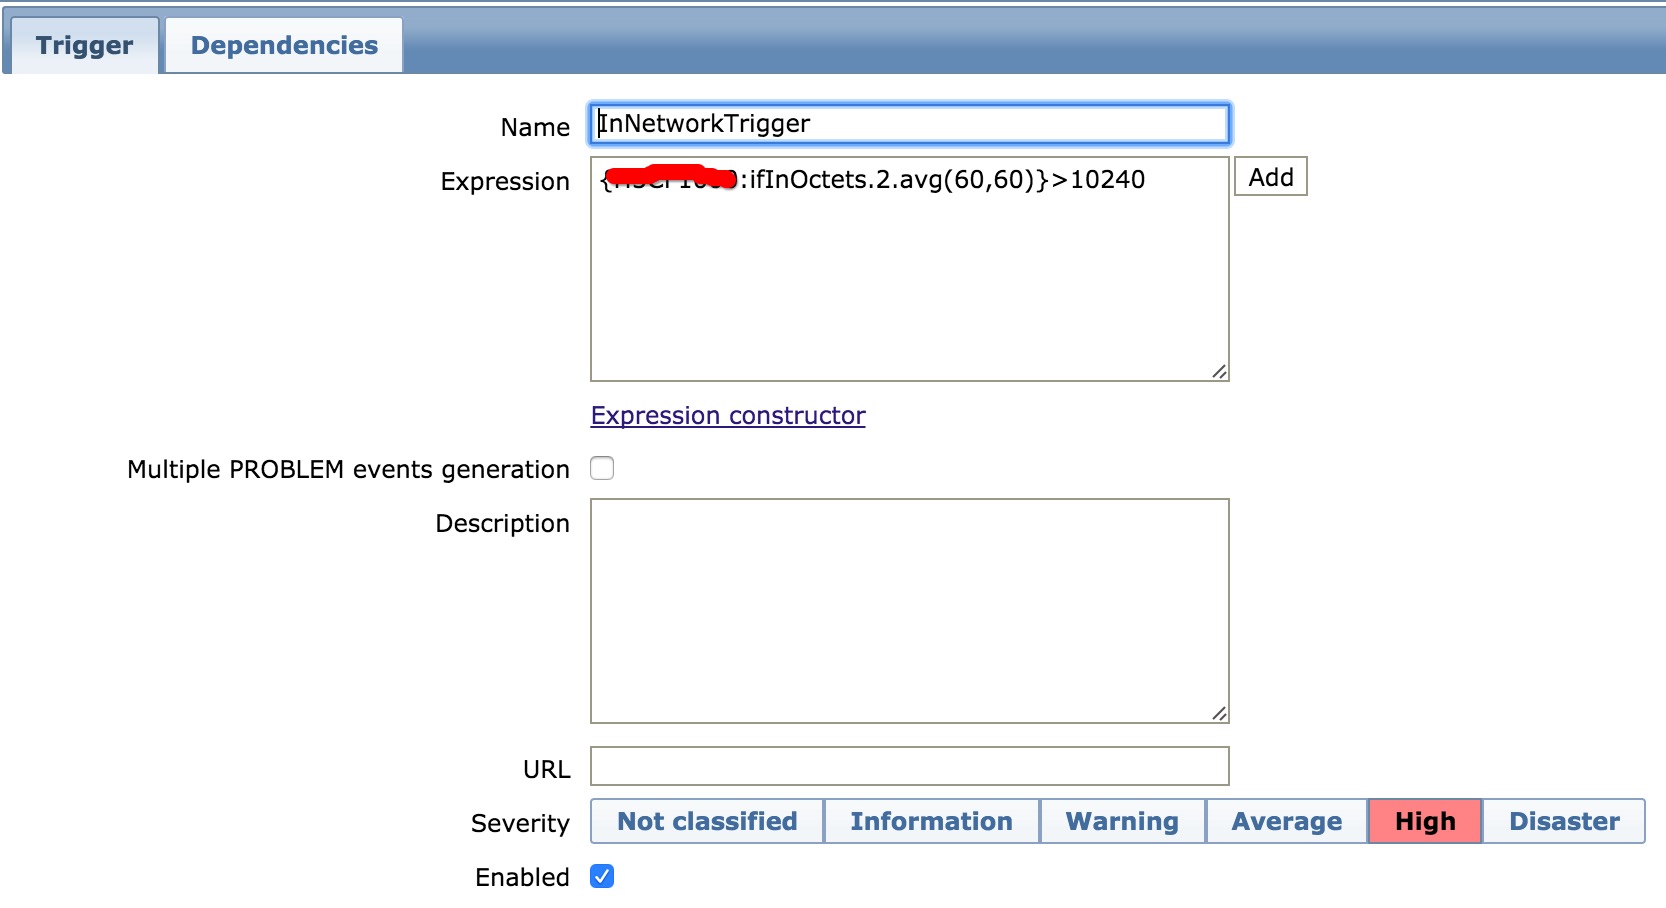 Trigger
Dependencies
Name
InNetworkTrigger
Expression
{
:ifInOctets.2.avg(60,60)}>10240
Add
Expression constructor
Multiple PROBLEM events generation
Description
URL
Severity
Not classified
Information
Warning
Average
High
Disaster
Enabled